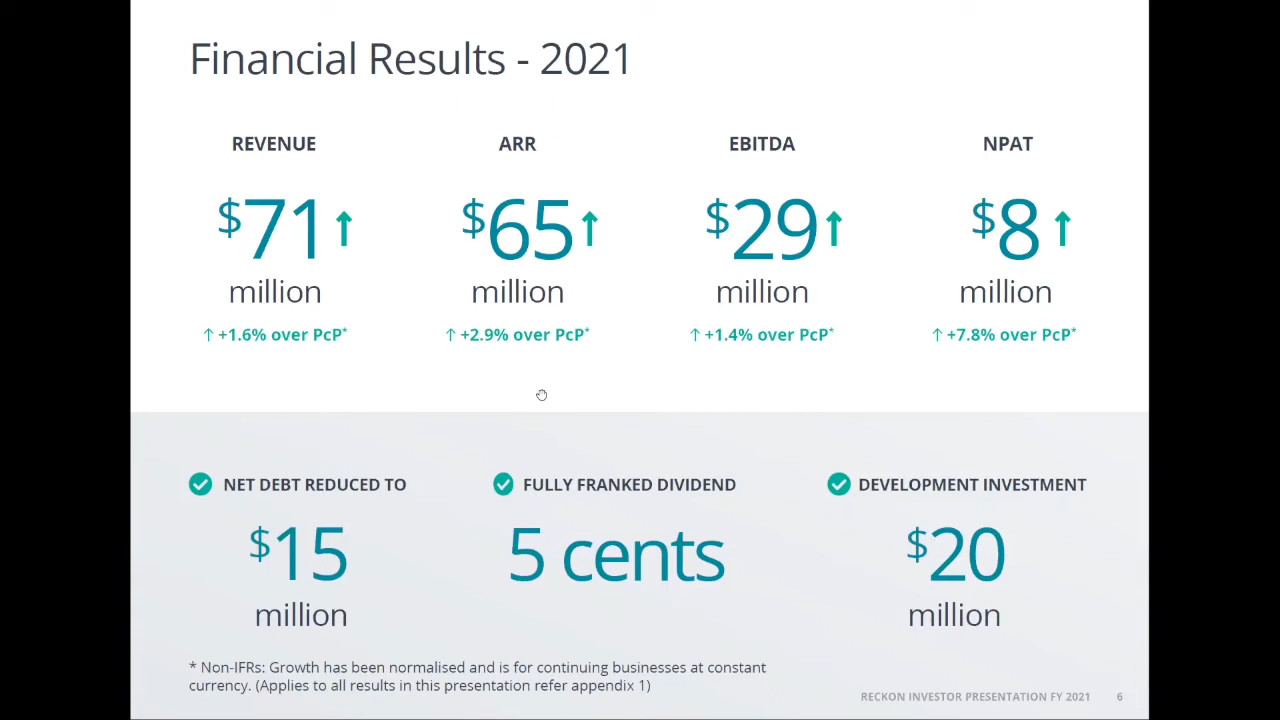 Financial Results - 2021
REVENUE
$71
million
↑ +1.6% over PcP*
ARR
$65
million
↑ +2.9% over PcP*
EBITDA
$29
million
↑ +1.4% over PcP*
NPAT
$8
million
↑ +7.8% over PcP*
NET DEBT REDUCED TO
$15
million
FULLY FRANKED DIVIDEND
5 cents
DEVELOPMENT INVESTMENT
$20
million
* Non-IFRs: Growth has been normalised and is for continuing businesses at constant
currency. (Applies to all results in this presentation refer appendix 1)
RECKON INVESTOR PRESENTATION FY 2021 6